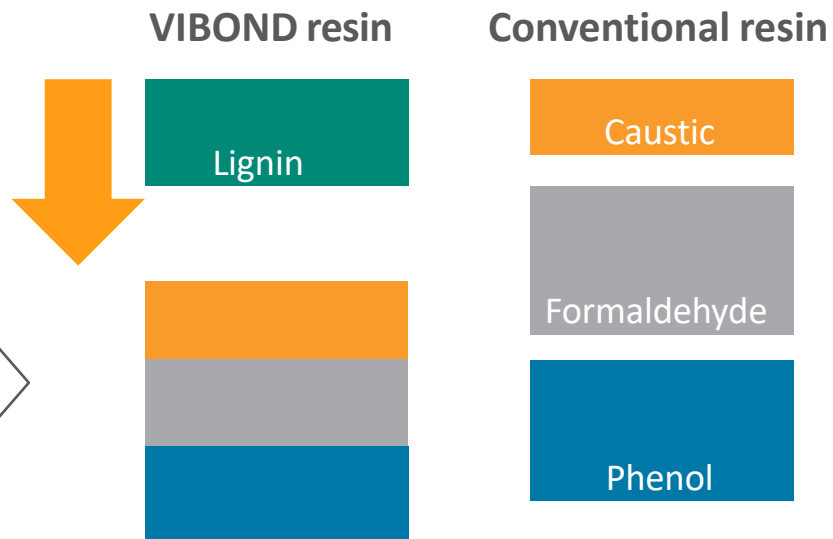 VIBOND resin
Conventional resin
Lignin
Caustic
Formaldehyde
Phenol